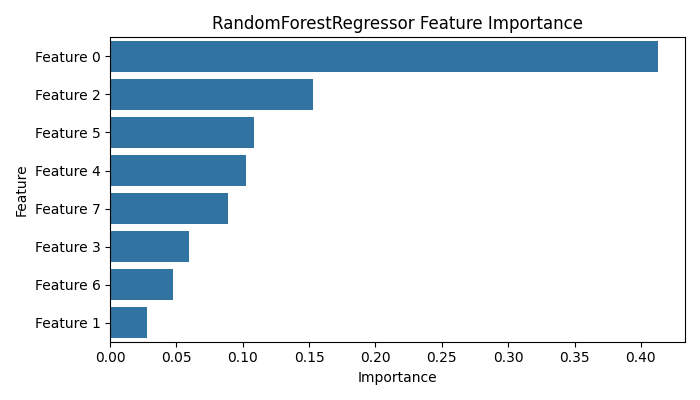 RandomForestRegressor Feature Importance
Feature 0
Feature 2
Feature 5
Feature 4
Feature 7
Feature 3
Feature 6
Feature 1
Feature
0.00 0.05 0.10 0.15 0.20 0.25 0.30 0.35 0.40
Importance